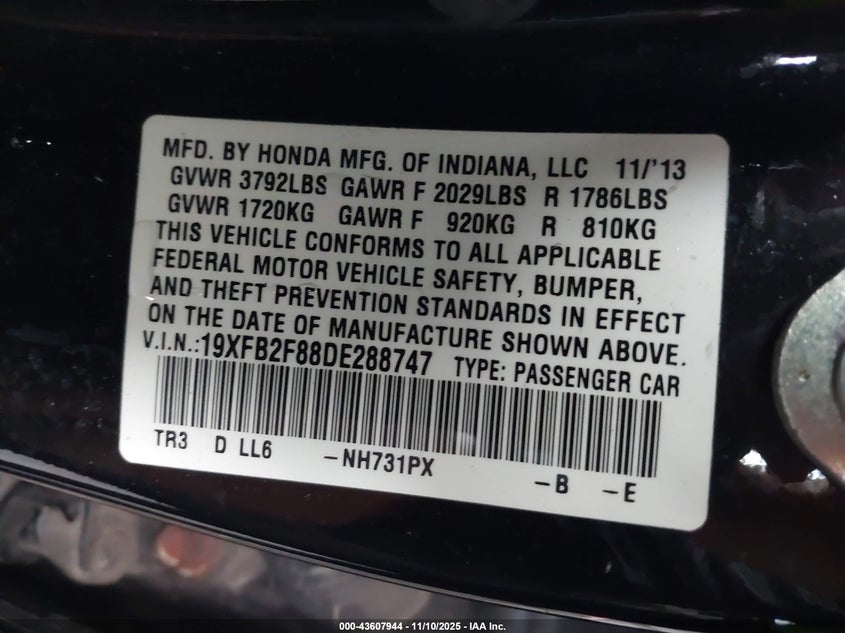 MFD. BY HONDA MFG. OF INDIANA, LLC 11/'13
GVWR 3792LBS GAWR F 2029LBS R 1786LBS
GVWR 1720KG GAWR F 920KG R 810KG
THIS VEHICLE CONFORMS TO ALL APPLICABLE
FEDERAL MOTOR VEHICLE SAFETY, BUMPER,
AND THEFT PREVENTION STANDARDS IN EFFECT
ON THE DATE OF MANUFACTURE SHOWN ABOVE.
V.I.N.:19XFB2F88DE288747 TYPE: PASSENGER CAR
TR3 D LL6 -NH731PX -B -E
000-43607944 - 11/10/2025 - IAA Inc.